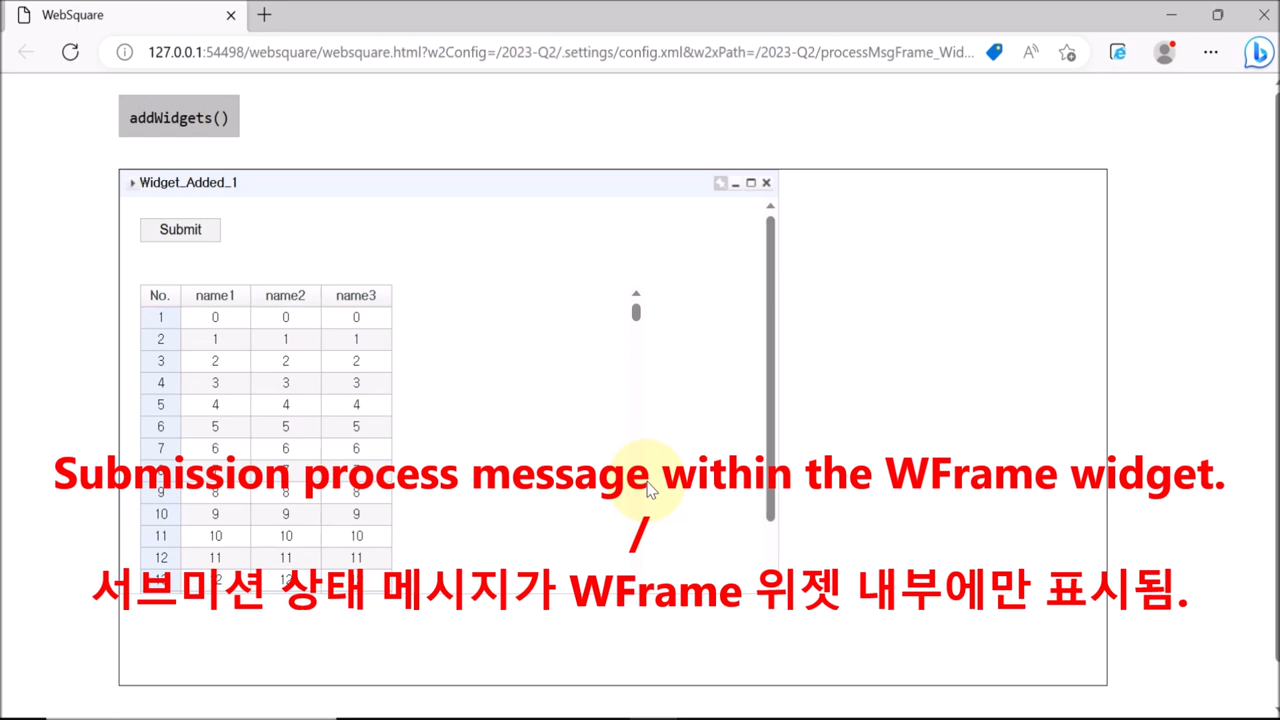 WebSquare
127.0.0.1:54498/websquare/websquare.html?w2Config=/2023-Q2/.settings/config.xml&w2xPath=/2023-Q2/processMsgFrame_Wid...
addWidgets()
Widget_Added_1
Submit
No. name1 name2 name3
1 0 0 0
2 1 1 1
3 2 2 2
4 3 3 3
5 4 4 4
6 5 5 5
7 6 6 6
Submission process message within the WFrame widget.
9 8 8 8
10 9 9 9
/
11 10 10 10
12 11 11 11
서브미션 상태 메시지가 WFrame 위젯 내부에만 표시됨.